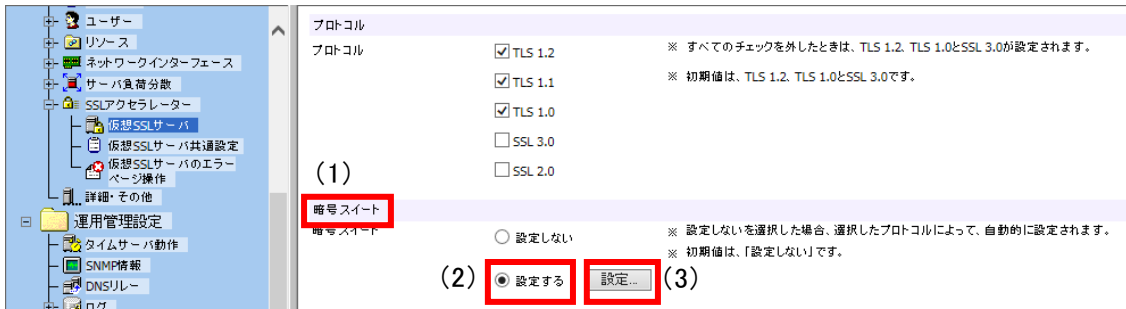 ユーザー
リソース
ネットワークインターフェース
サーバ負荷分散
SSLアクセラレーター
仮想SSLサーバ
仮想SSLサーバ共通設定
仮想SSLサーバのエラー
ページ操作
詳細・その他
運用管理設定
タイムサーバ動作
SNMP情報
DNSリレー
ログ
プロトコル
プロトコル
TLS 1.2
※ すべてのチェックを外したときは、TLS 1.2、TLS 1.0とSSL 3.0が設定されます。
TLS 1.1
※ 初期値は、TLS 1.2、TLS 1.0とSSL 3.0です。
TLS 1.0
SSL 3.0
SSL 2.0
(1)
暗号スイート
暗号スイート
設定しない
※ 設定しないを選択した場合、選択したプロトコルによって、自動的に設定されます。
※ 初期値は、「設定しない」です。
(2)
設定する
設定...
(3)